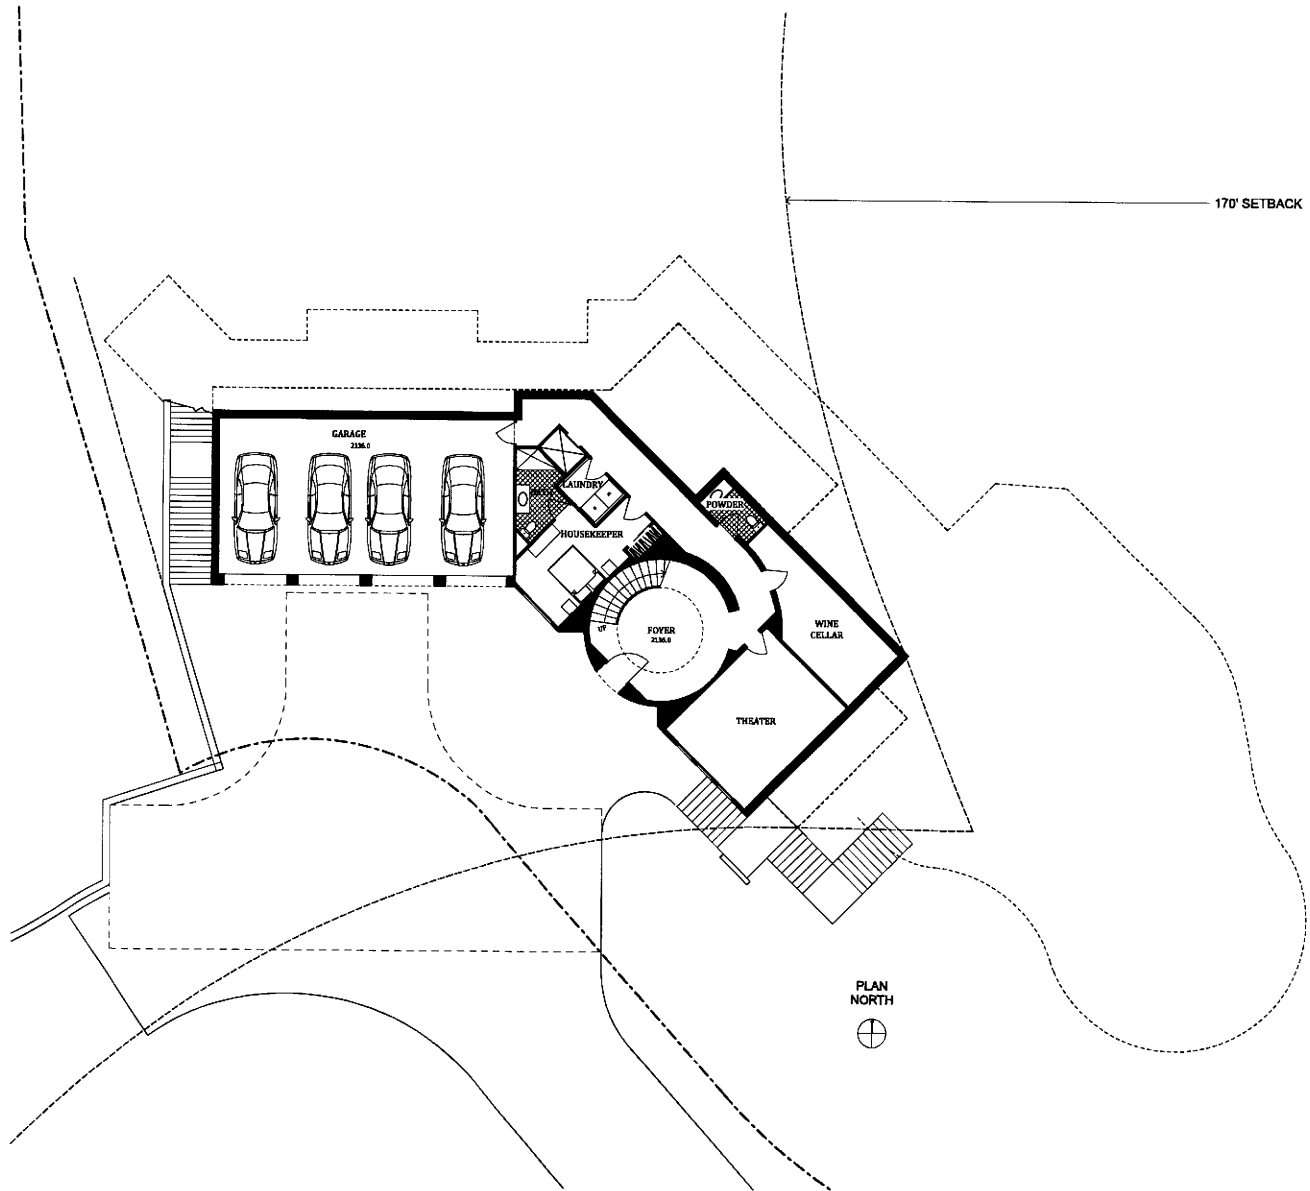 170' SETBACK
GARAGE
2136.0
LAUNDRY
POWDER
HOUSEKEEPER
UP
FOYER
2136.0
WINE
CELLAR
THEATER
PLAN
NORTH